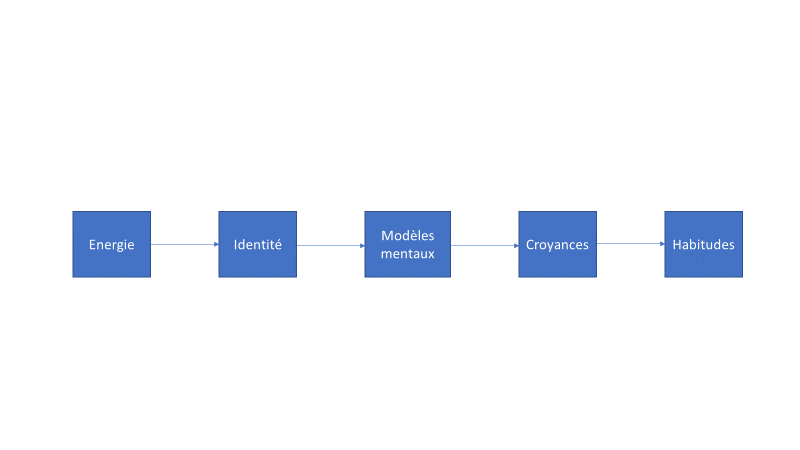 Energie
Identité
Modèles
mentaux
Croyances
Habitudes